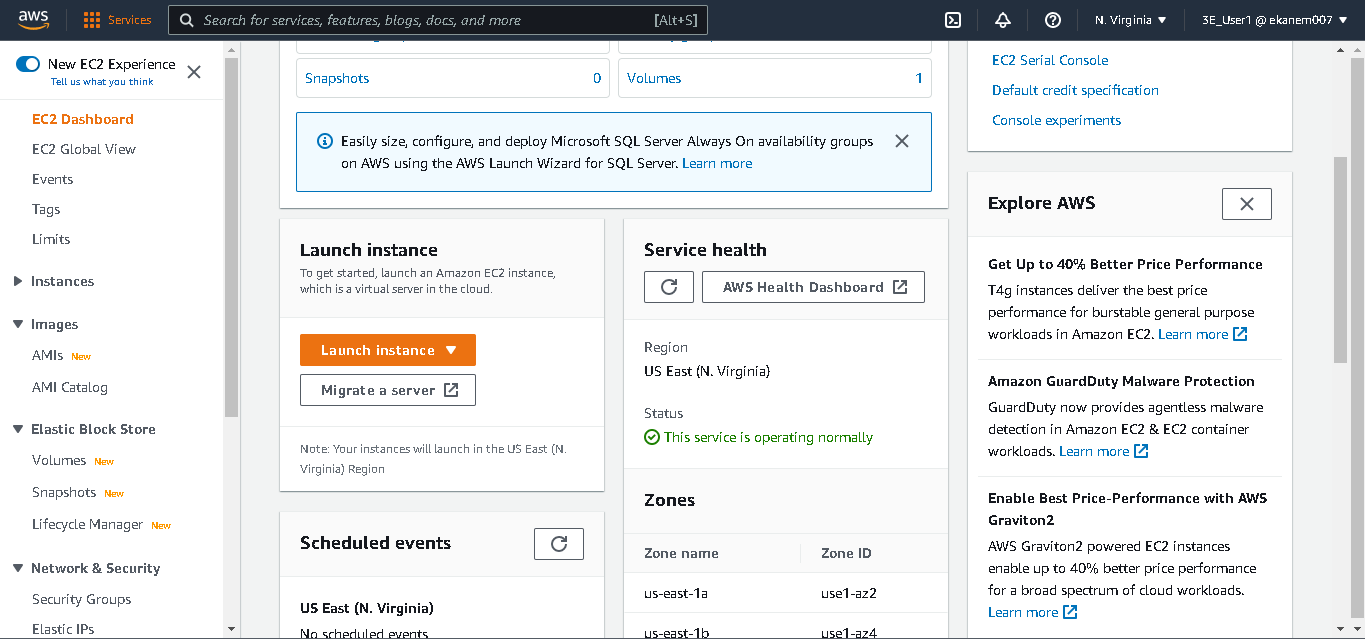 aws
Services
Search for services, features, blogs, docs, and more
[Alt+S]
N. Virginia
3E_User1 @ ekanem007
New EC2 Experience
Tell us what you think
EC2 Dashboard
EC2 Global View
Events
Tags
Limits
Instances
Images
AMIs New
AMI Catalog
Elastic Block Store
Volumes New
Snapshots New
Lifecycle Manager New
Network & Security
Security Groups
Elastic IPs
Snapshots 0
Volumes 1
Easily size, configure, and deploy Microsoft SQL Server Always On availability groups
on AWS using the AWS Launch Wizard for SQL Server. Learn more
Launch instance
To get started, launch an Amazon EC2 instance,
which is a virtual server in the cloud.
Launch instance
Migrate a server
Note: Your instances will launch in the US East (N.
Virginia) Region
Scheduled events
US East (N. Virginia)
No scheduled events
Service health
AWS Health Dashboard
Region
US East (N. Virginia)
Status
This service is operating normally
Zones
Zone name Zone ID
us-east-1a use1-az2
us-east-1b use1-az4
EC2 Serial Console
Default credit specification
Console experiments
Explore AWS
Get Up to 40% Better Price Performance
T4g instances deliver the best price
performance for burstable general purpose
workloads in Amazon EC2. Learn more
Amazon GuardDuty Malware Protection
GuardDuty now provides agentless malware
detection in Amazon EC2 & EC2 container
workloads. Learn more
Enable Best Price-Performance with AWS
Graviton2
AWS Graviton2 powered EC2 instances
enable up to 40% better price performance
for a broad spectrum of cloud workloads.
Learn more